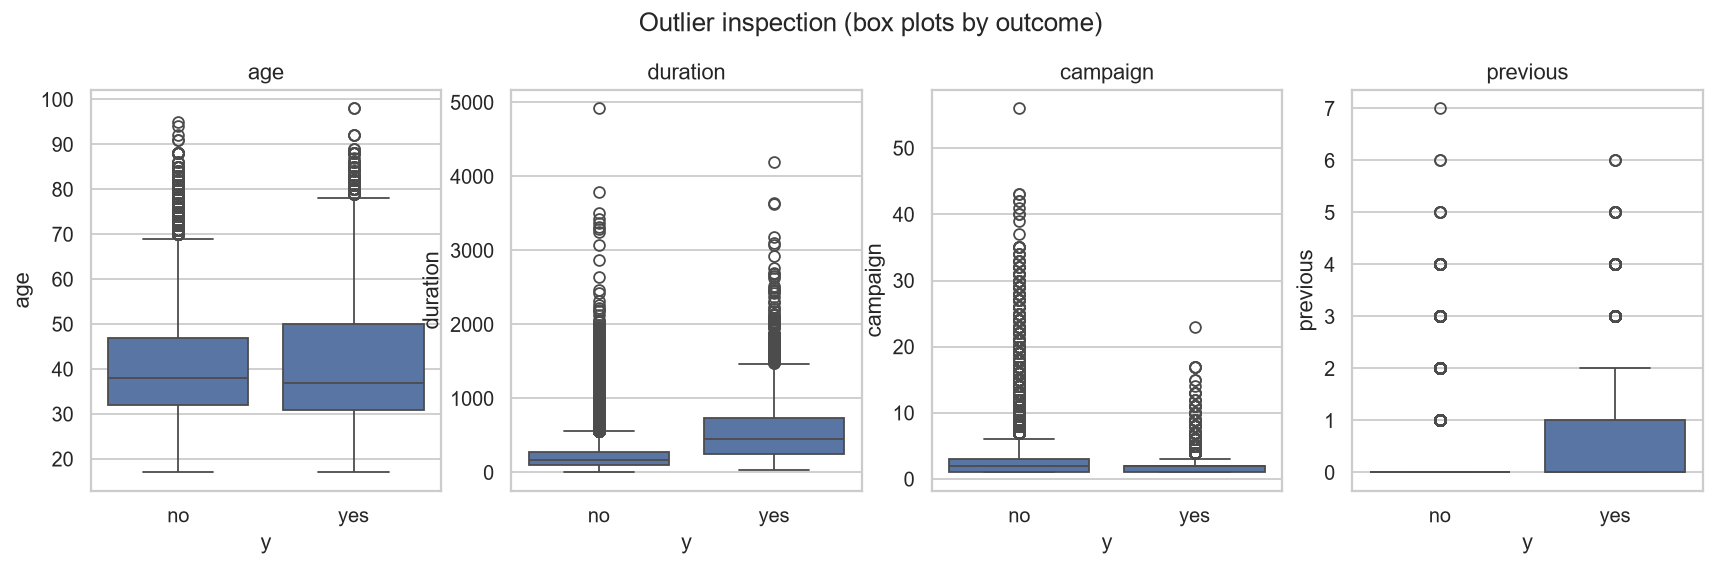 Outlier inspection (box plots by outcome)
age
100
90
80
70
60
50
40
30
20
age
no
yes
y
duration
5000
4000
3000
2000
1000
0
duration
no
yes
y
campaign
50
40
30
20
10
0
campaign
no
yes
y
previous
7
6
5
4
3
2
1
0
previous
no
yes
y